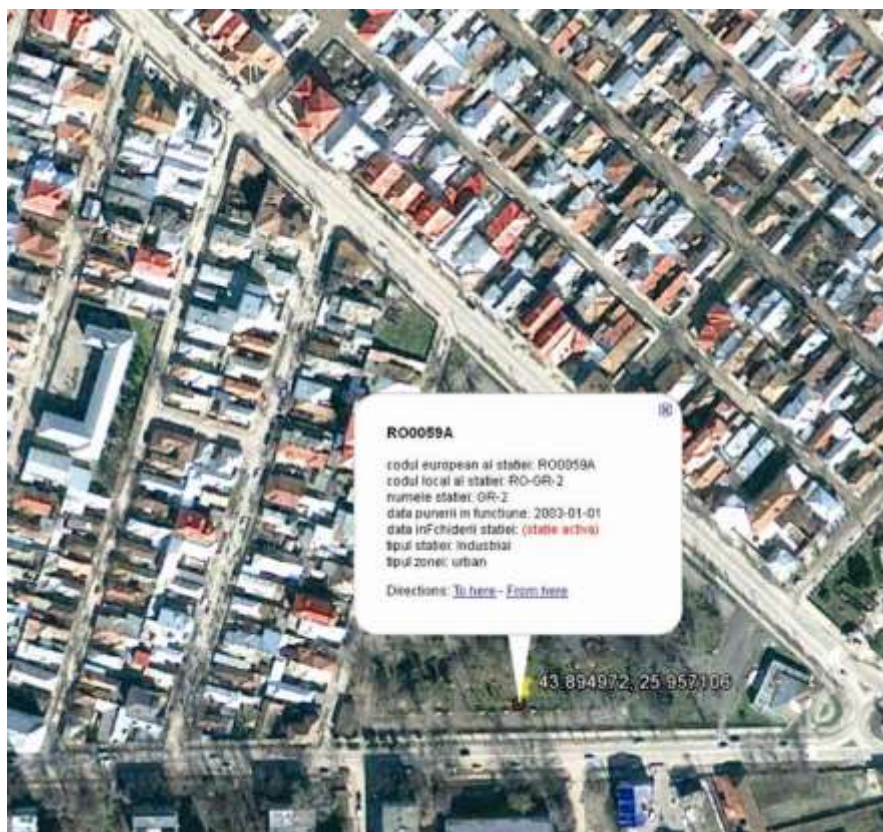 RO0059A
codul european al statiei: RO0059A
codul local al statiei: RO-GR-2
numele statiei: GR-2
data punerii in functiune: 2003-01-01
data inFchiderii statiei: (statie activa)
tipul statiei: Industrial
tipul zonei: urban
Directions: To here - From here
43.894972, 25.957106